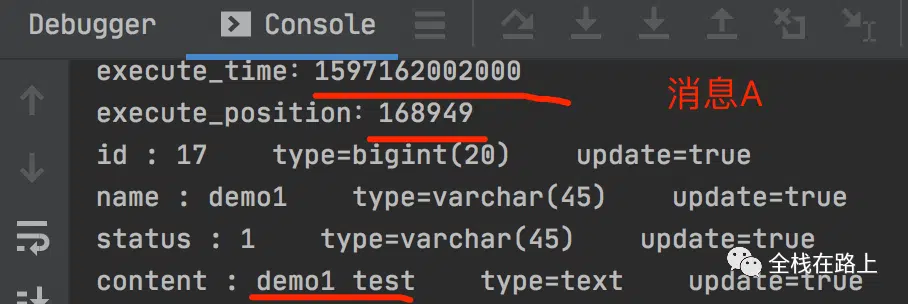 Debugger Console
execute_time: 1597162002000
消息A
execute_position: 168949
id : 17    type=bigint(20)    update=true
name : demo1    type=varchar(45)    update=true
status : 1    type=varchar(45)    update=true
全栈在路上
content : demo1 test    type=text    update=true